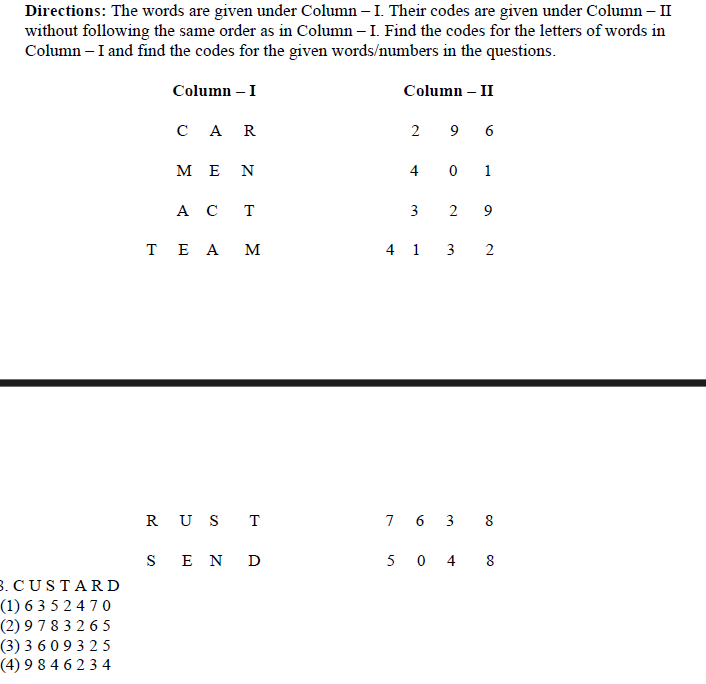 Directions: The words are given under Column – I. Their codes are given under Column – II
without following the same order as in Column – I. Find the codes for the letters of words in
Column – I and find the codes for the given words/numbers in the questions.
Column – I Column – II
C A R 2 9 6
M E N 4 0 1
A C T 3 2 9
T E A M 4 1 3 2
R U S T 7 6 3 8
S E N D 5 0 4 8
. C U S T A R D
(1) 6 3 5 2 4 7 0
(2) 9 7 8 3 2 6 5
(3) 3 6 0 9 3 2 5
(4) 9 8 4 6 2 3 4